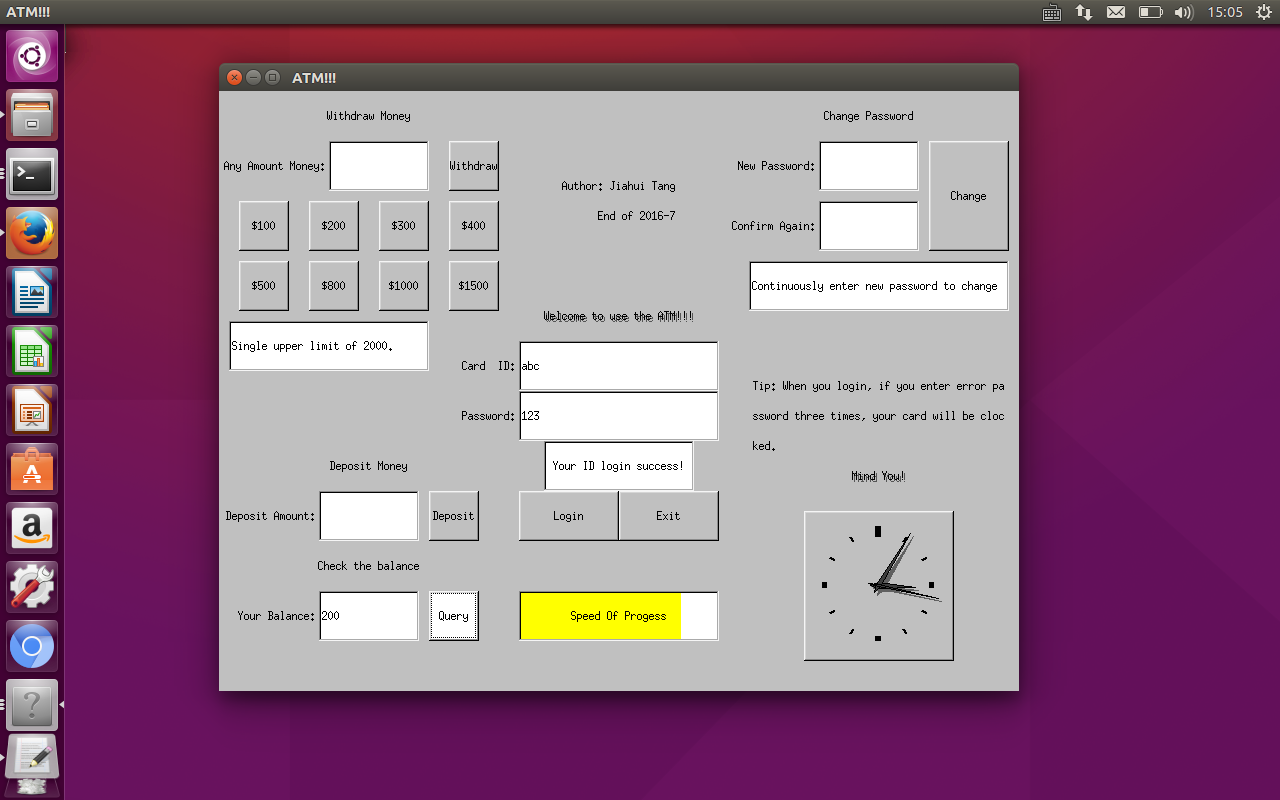 ATM!!!
15:05
ATM!!!
Withdraw Money
Any Amount Money:
Withdraw
$100
$200
$300
$400
$500
$800
$1000
$1500
Single upper limit of 2000.
Author: Jiahui Tang
End of 2016-7
Change Password
New Password:
Confirm Again:
Change
Continuously enter new password to change
Welcome to use the ATM!!!!
Card  ID:
abc
Password:
123
Your ID login success!
Login
Exit
Tip: When you login, if you enter error pa
ssword three times, your card will be cloc
ked.
Mind You!
Deposit Money
Deposit Amount:
Deposit
Check the balance
Your Balance:
200
Query
Speed Of Progess